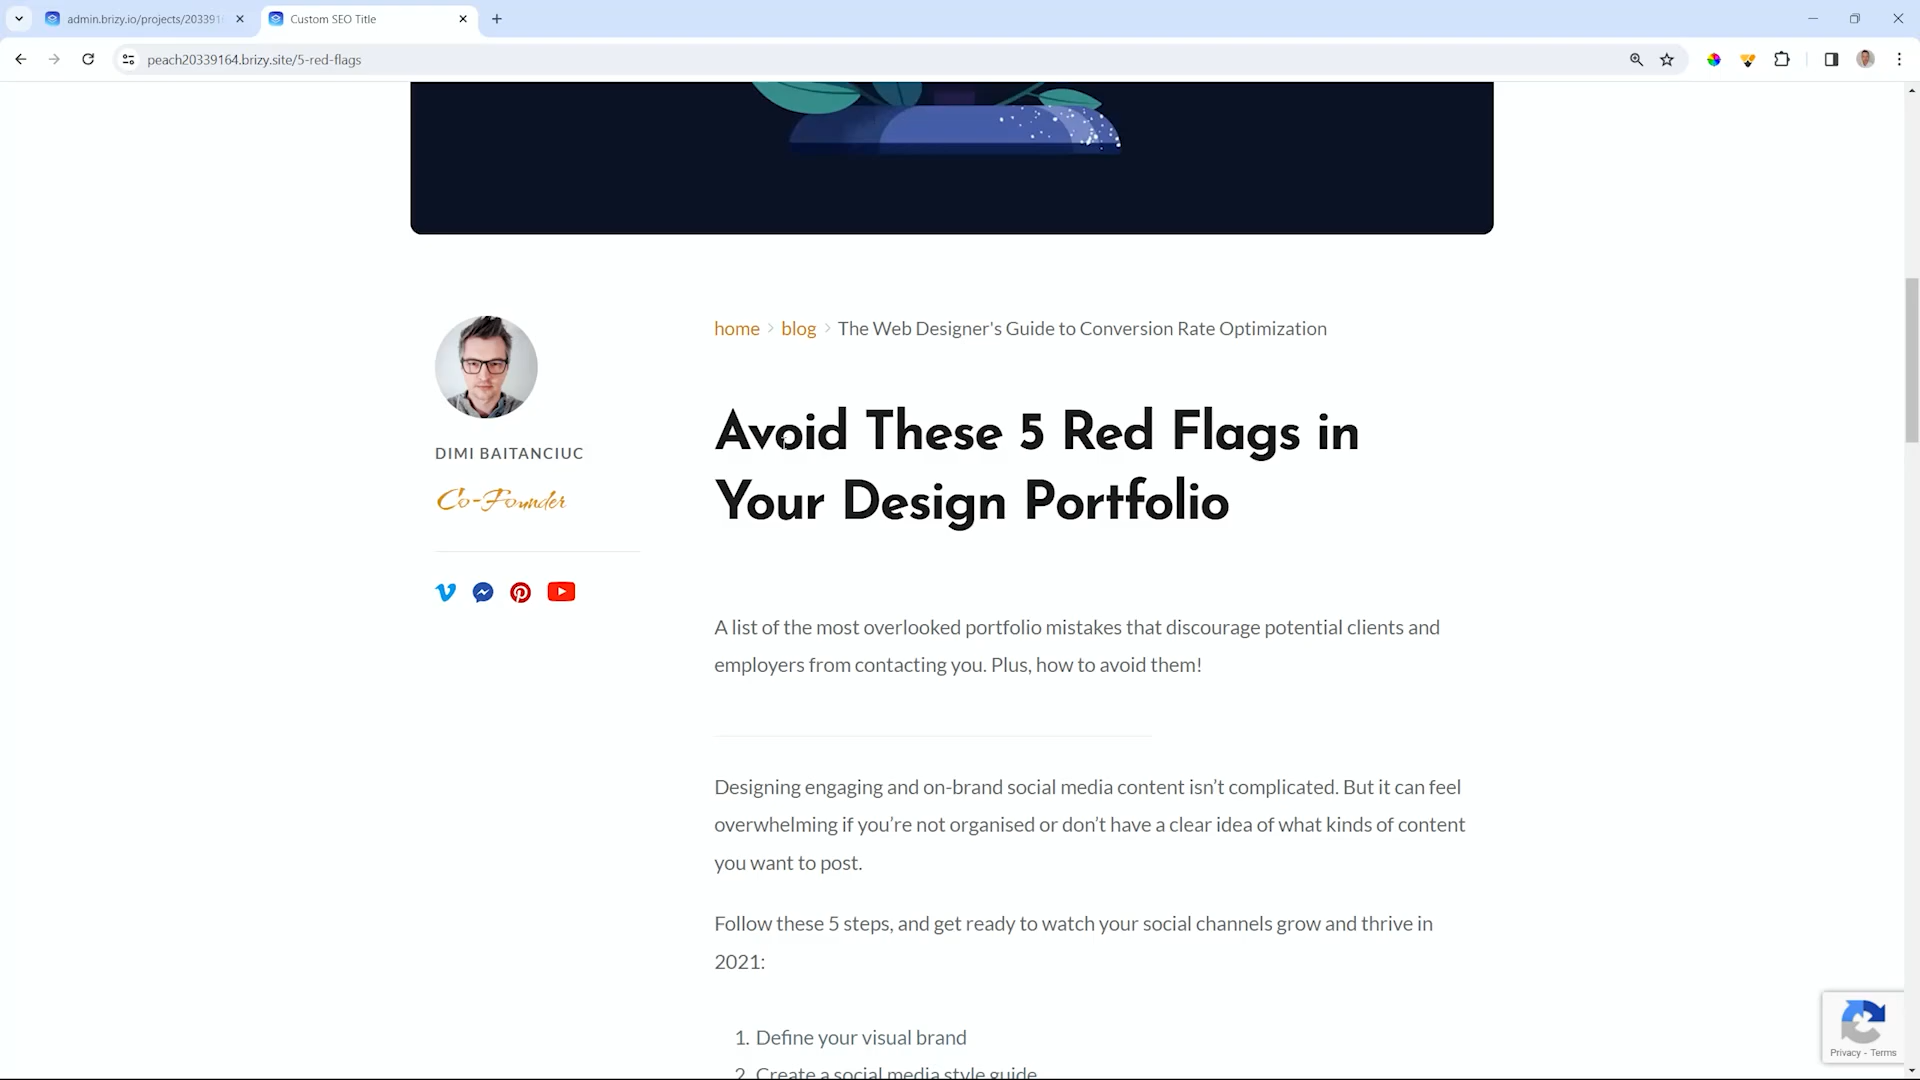 admin.brizy.io/projects/203391
Custom SEO Title
peach20339164.brizy.site/5-red-flags
home > blog > The Web Designer's Guide to Conversion Rate Optimization
DIMI BAITANCIUC
Co-Founder
Avoid These 5 Red Flags in
Your Design Portfolio
A list of the most overlooked portfolio mistakes that discourage potential clients and
employers from contacting you. Plus, how to avoid them!
Designing engaging and on-brand social media content isn’t complicated. But it can feel
overwhelming if you’re not organised or don’t have a clear idea of what kinds of content
you want to post.
Follow these 5 steps, and get ready to watch your social channels grow and thrive in
2021:
1. Define your visual brand
2. Create a social media style guide
Privacy - Terms